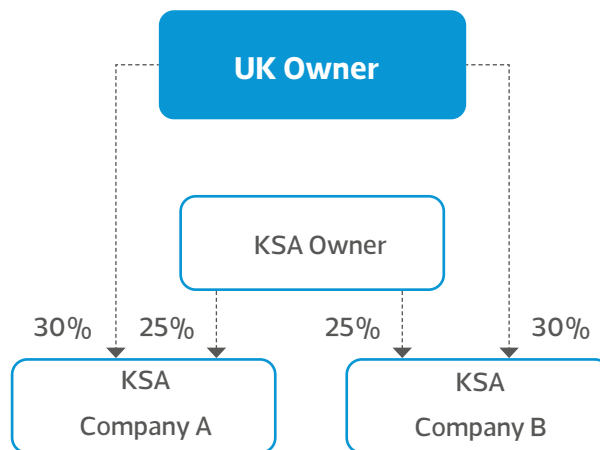 UK Owner
KSA Owner
30% 25% 25% 30%
KSA
Company A
KSA
Company B